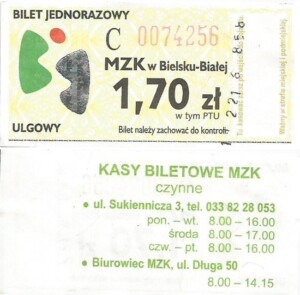 BILET JEDNORAZOWY
C 0074256
MZK w Bielsku-Białej
1,70 zł
w tym PTU
ULGOWY
Bilet należy zachować do kontroli
KASY BILETOWE MZK
czynne
• ul. Sukiennicza 3, tel. 033 82 28 053
pon. – wt. 8.00 – 16.00
środa 8.00 – 17.00
czw. – pt. 8.00 – 16.00
• Biurowiec MZK, ul. Długa 50
8.00 – 14.15